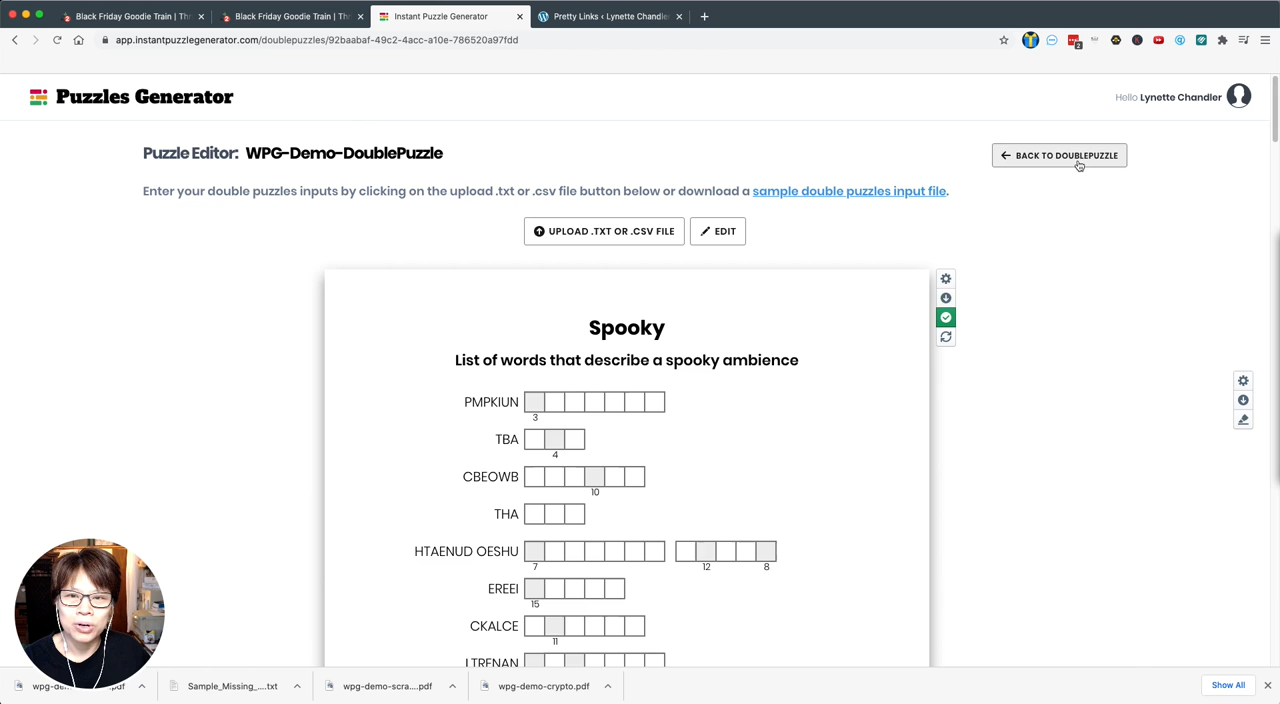 Black Friday Goodie Train | Thr
Black Friday Goodie Train | Thr
Instant Puzzle Generator
Pretty Links ‹ Lynette Chandler
app.instantpuzzlegenerator.com/doublepuzzles/92baabaf-49c2-4acc-a10e-786520a97fdd
2
Puzzles Generator
Hello Lynette Chandler
Puzzle Editor: WPG-Demo-DoublePuzzle
BACK TO DOUBLEPUZZLE
Enter your double puzzles inputs by clicking on the upload .txt or .csv file button below or download a sample double puzzles input file.
UPLOAD .TXT OR .CSV FILE
EDIT
Spooky
List of words that describe a spooky ambience
PMPKIUN
3
TBA
4
CBEOWB
10
THA
HTAENUD OESHU
7 12 8
EREEI
15
CKALCE
11
LTRENAN
Sample_Missing_....txt
wpg-demo-scra....pdf
wpg-demo-crypto.pdf
Show All